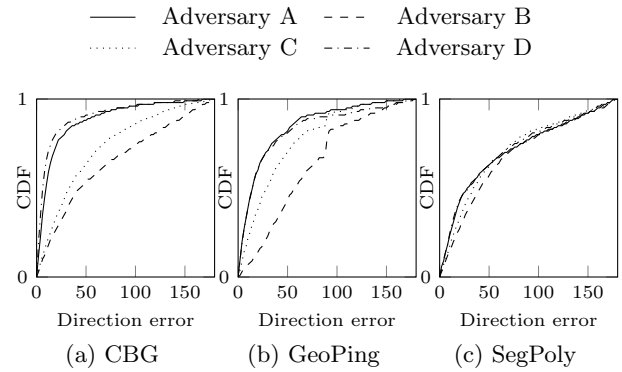 Adversary A Adversary B
Adversary C Adversary D
1 1 1
CDF CDF CDF
0 0 0
0 50 100 150 0 50 100 150 0 50 100 150
Direction error Direction error Direction error
(a) CBG (b) GeoPing (c) SegPoly